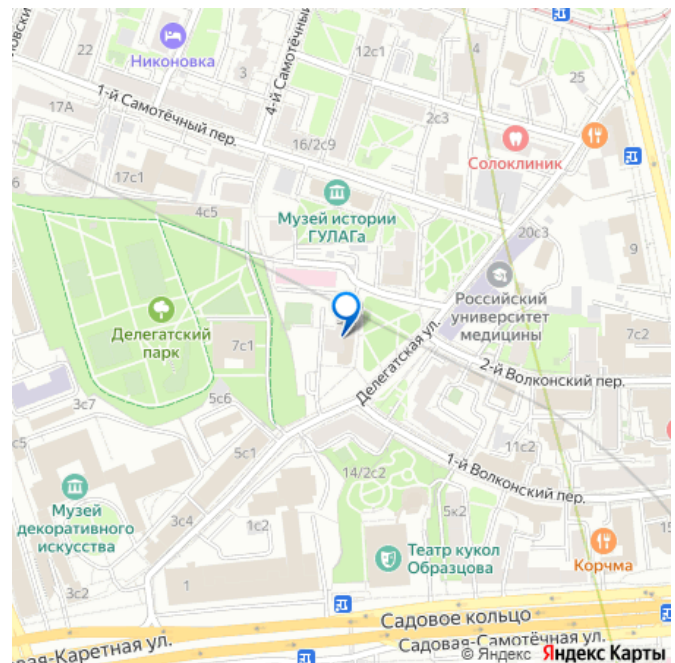 22
Никоновка
3
4-й Самотёчный
12с1
4
25
17А
1-й Самотёчный пер.
2с3
16/2с9
Солоклиник
17с1
Музей истории
ГУЛАГа
4с5
20с3
9
Российский
университет
медицины
Делегатский
парк
7с1
Делегатская ул.
7с2
2-й Волконский пер.
3с7
5с6
5с1
11с2
1-й Волконский пер.
14/2с2
Музей
декоративного
искусства
3с4
1с2
5к2
Театр кукол
Образцова
Корчма
3с2
1
Садовое кольцо
вая-Каретная ул.
Садовая-Самотёчная ул.
© Яндекс Яндекс Карты